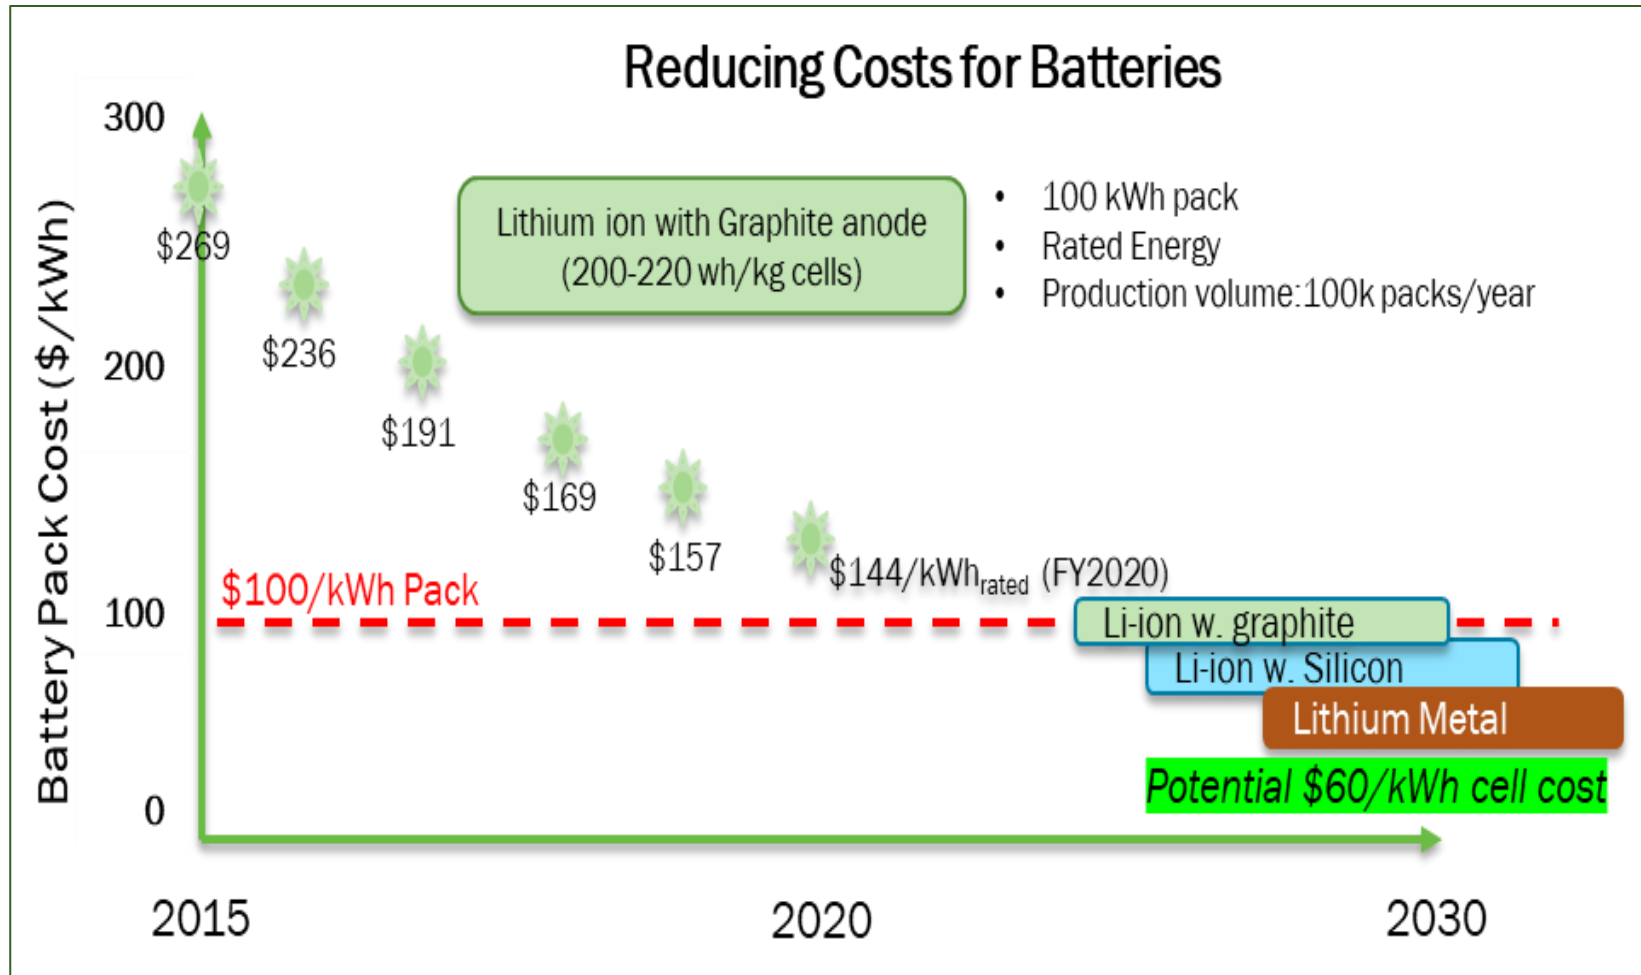 Reducing Costs for Batteries
Battery Pack Cost ($/kWh)
300
200
100
0
$269
$236
$191
$169
$157
$144/kWhrated (FY2020)
Lithium ion with Graphite anode
(200-220 wh/kg cells)
• 100 kWh pack
• Rated Energy
• Production volume:100k packs/year
$100/kWh Pack
Li-ion w. graphite
Li-ion w. Silicon
Lithium Metal
Potential $60/kWh cell cost
2015
2020
2030